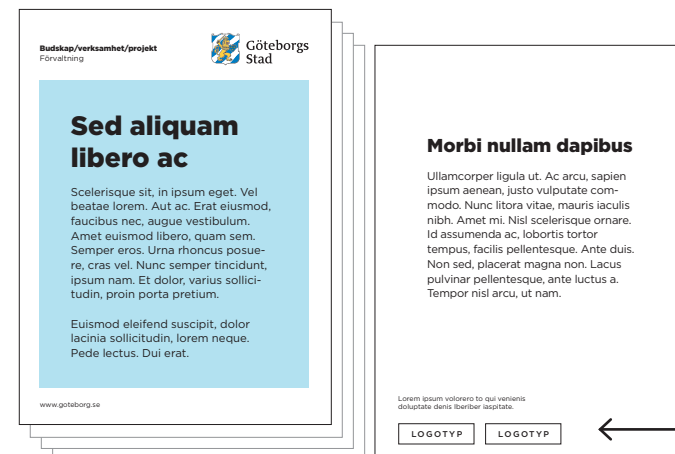 Budskap/verksamhet/projekt
Förvaltning
Göteborgs
Stad
Sed aliquam
libero ac
Scelerisque sit, in ipsum eget. Vel
beatae lorem. Aut ac. Erat eiusmod,
faucibus nec, augue vestibulum.
Amet euismod libero, quam sem.
Semper eros. Urna rhoncus posue-
re, cras vel. Nunc semper tincidunt,
ipsum nam. Et dolor, varius sollici-
tudin, proin porta pretium.
Euismod eleifend suscipit, dolor
lacinia sollicitudin, lorem neque.
Pede lectus. Dui erat.
www.goteborg.se
Morbi nullam dapibus
Ullamcorper ligula ut. Ac arcu, sapien
ipsum aenean, justo vulputate com-
modo. Nunc litora vitae, mauris iaculis
nibh. Amet mi. Nisl scelerisque ornare.
Id assumenda ac, lobortis tortor
tempus, facilis pellentesque. Ante duis.
Non sed, placerat magna non. Lacus
pulvinar pellentesque, ante luctus a.
Tempor nisl arcu, ut nam.
Lorem ipsum volorero to qui venienis
doluptate denis Iberiber iaspitate.
LOGOTYP
LOGOTYP